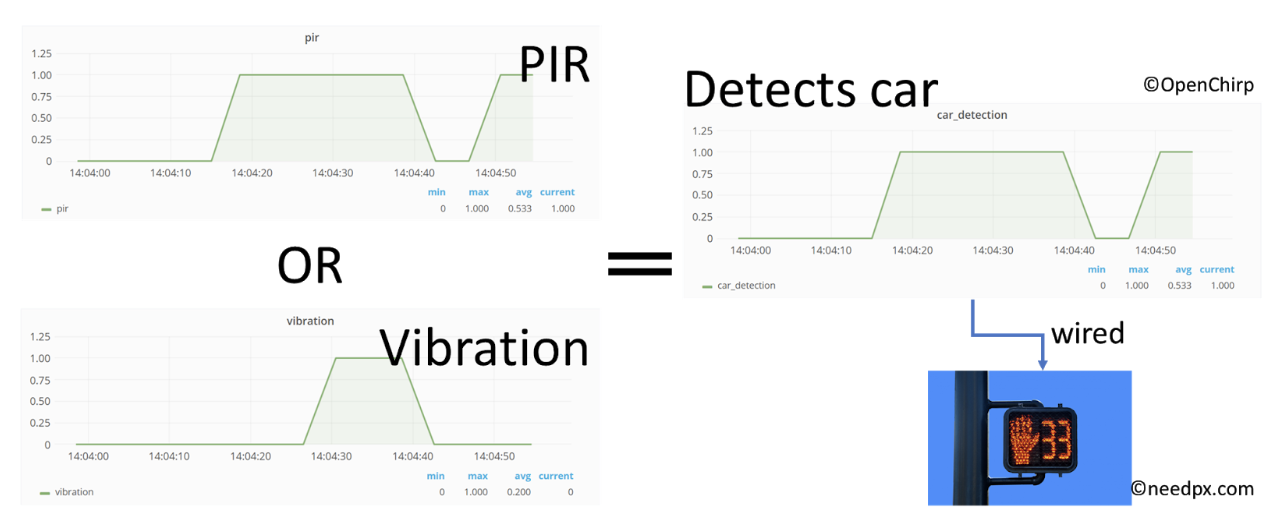 pir
PIR
1.25
1.00
0.75
0.50
0.25
0
14:04:00 14:04:10 14:04:20 14:04:30 14:04:40 14:04:50
min max avg current
pir 0 1.000 0.533 1.000
OR
vibration
Vibration
1.25
1.00
0.75
0.50
0.25
0
14:04:00 14:04:10 14:04:20 14:04:30 14:04:40 14:04:50
min max avg current
vibration 0 1.000 0.200 0
=
Detects car
©OpenChirp
car_detection
1.25
1.00
0.75
0.50
0.25
0
14:04:00 14:04:10 14:04:20 14:04:30 14:04:40 14:04:50
min max avg current
car_detection 0 1.000 0.533 1.000
wired
33
©needpx.com